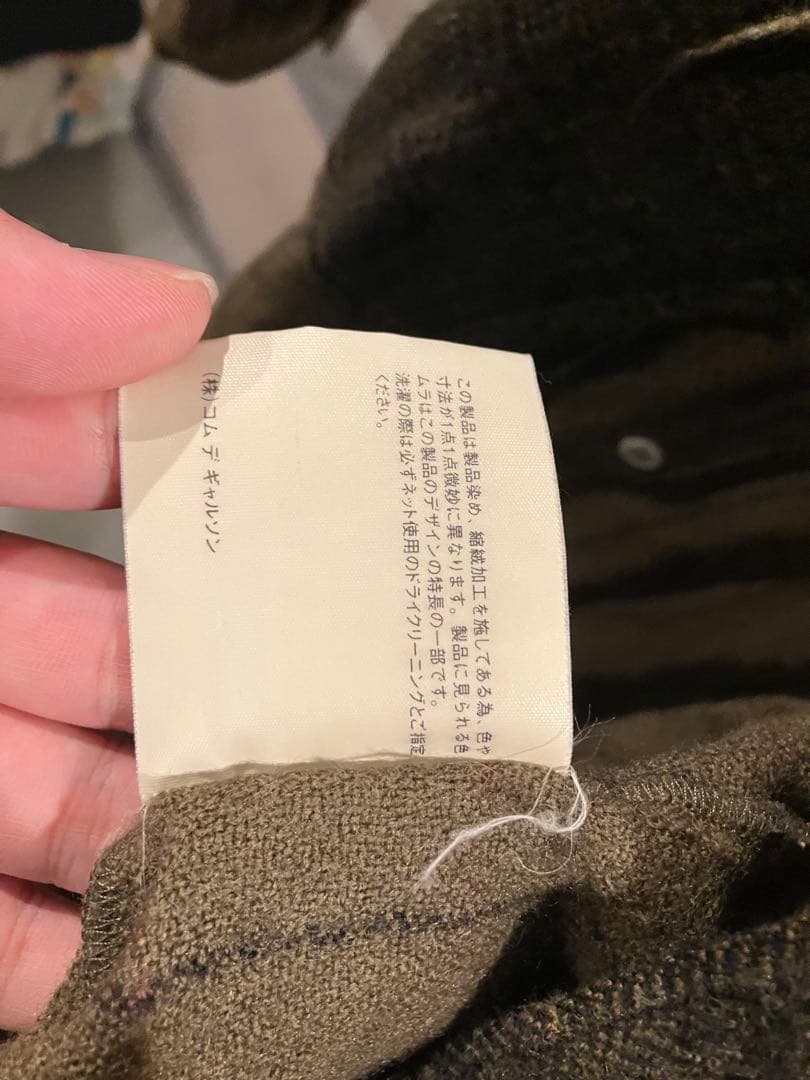 この製品は製品染め、縮絨加工を施してある為、色や
寸法が1点1点微妙に異なります。製品に見られる色
ムラはこの製品のデザインの特長の一部です。
洗濯の際は必ずネット使用のドライクリーニングとご指定
ください。
(株)コム デ ギャルソン